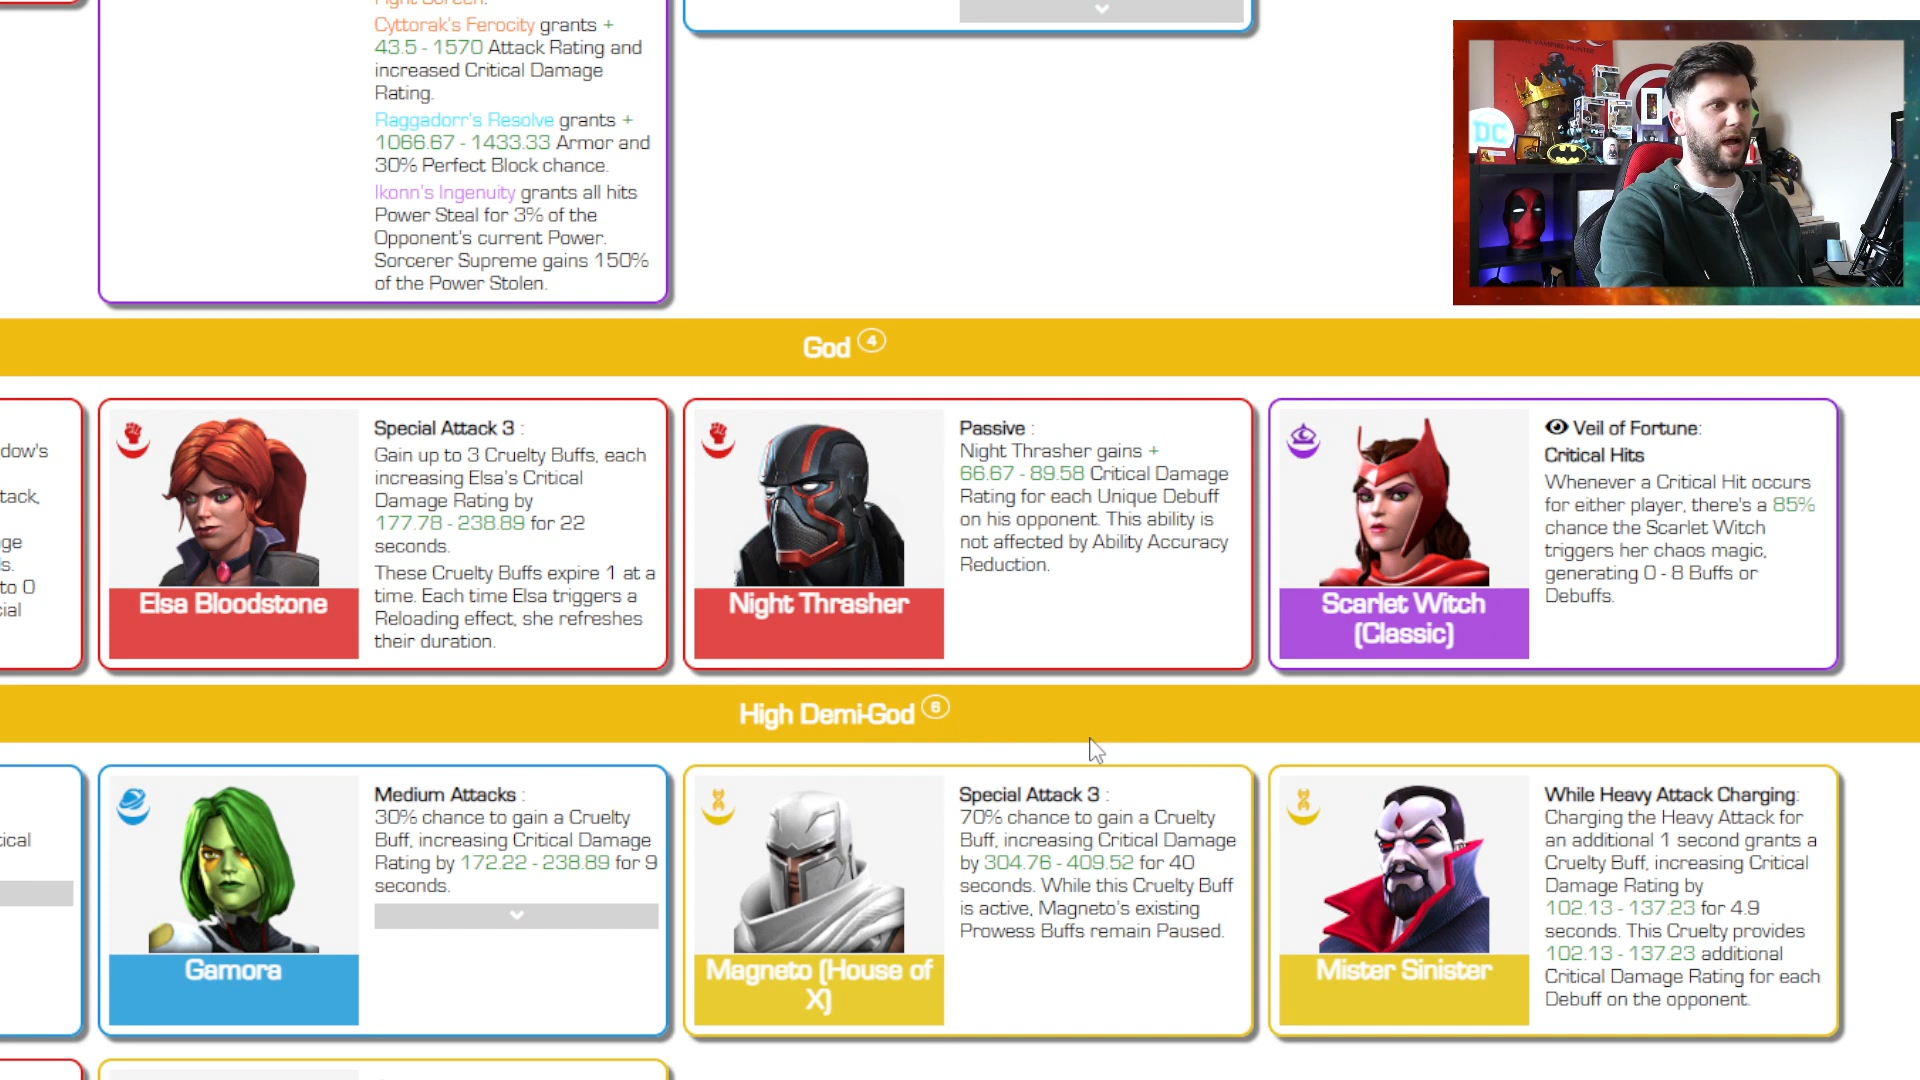 Fight Screen.
Cyttorak's Ferocity grants +
43.5 - 1570 Attack Rating and
increased Critical Damage
Rating.
Raggadorr's Resolve grants +
1066.67 - 1433.33 Armor and
30% Perfect Block chance.
Ikonn's Ingenuity grants all hits
Power Steal for 3% of the
Opponent's current Power.
Sorcerer Supreme gains 150%
of the Power Stolen.
THE VAMPIRE HUNTER
DC
God 4
dow's
tack,
ge
s.
to 0
cial
Elsa Bloodstone
Special Attack 3 :
Gain up to 3 Cruelty Buffs, each
increasing Elsa's Critical
Damage Rating by
177.78 - 238.89 for 22
seconds.
These Cruelty Buffs expire 1 at a
time. Each time Elsa triggers a
Reloading effect, she refreshes
their duration.
Night Thrasher
Passive :
Night Thrasher gains +
66.67 - 89.58 Critical Damage
Rating for each Unique Debuff
on his opponent. This ability is
not affected by Ability Accuracy
Reduction.
Scarlet Witch
(Classic)
Veil of Fortune:
Critical Hits
Whenever a Critical Hit occurs
for either player, there's a 85%
chance the Scarlet Witch
triggers her chaos magic,
generating 0 - 8 Buffs or
Debuffs.
High Demi-God 6
tical
Gamora
Medium Attacks :
30% chance to gain a Cruelty
Buff, increasing Critical Damage
Rating by 172.22 - 238.89 for 9
seconds.
Magneto (House of
X)
Special Attack 3 :
70% chance to gain a Cruelty
Buff, increasing Critical Damage
by 304.76 - 409.52 for 40
seconds. While this Cruelty Buff
is active, Magneto's existing
Prowess Buffs remain Paused.
Mister Sinister
While Heavy Attack Charging:
Charging the Heavy Attack for
an additional 1 second grants a
Cruelty Buff, increasing Critical
Damage Rating by
102.13 - 137.23 for 4.9
seconds. This Cruelty provides
102.13 - 137.23 additional
Critical Damage Rating for each
Debuff on the opponent.